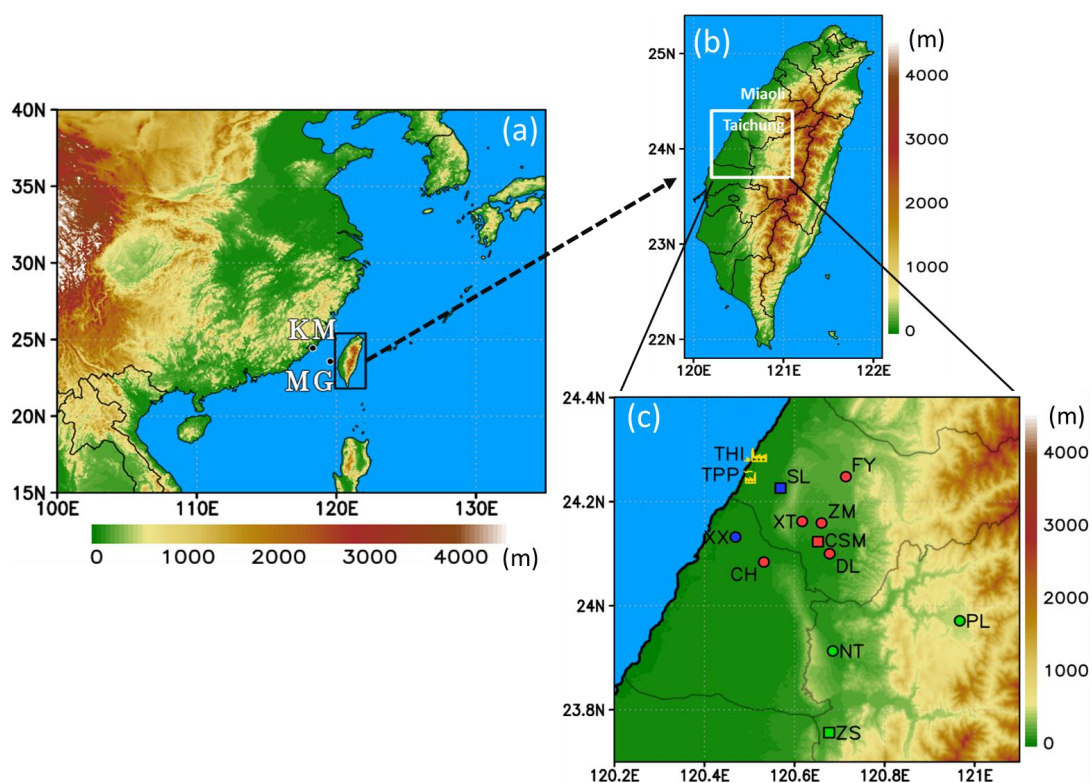 (a)
40N
35N
30N
25N
20N
15N
100E
110E
120E
130E
KM
MG
0
1000
2000
3000
4000
(m)
(b)
(m)
25N
24N
23N
22N
120E
121E
122E
Miaoli
Taichung
4000
3000
2000
1000
0
(c)
(m)
24.4N
24.2N
24N
23.8N
120.2E
120.4E
120.6E
120.8E
121E
THI
TPP
SL
FY
XT
ZM
XX
CSM
CH
DL
PL
NT
ZS
4000
3000
2000
1000
0